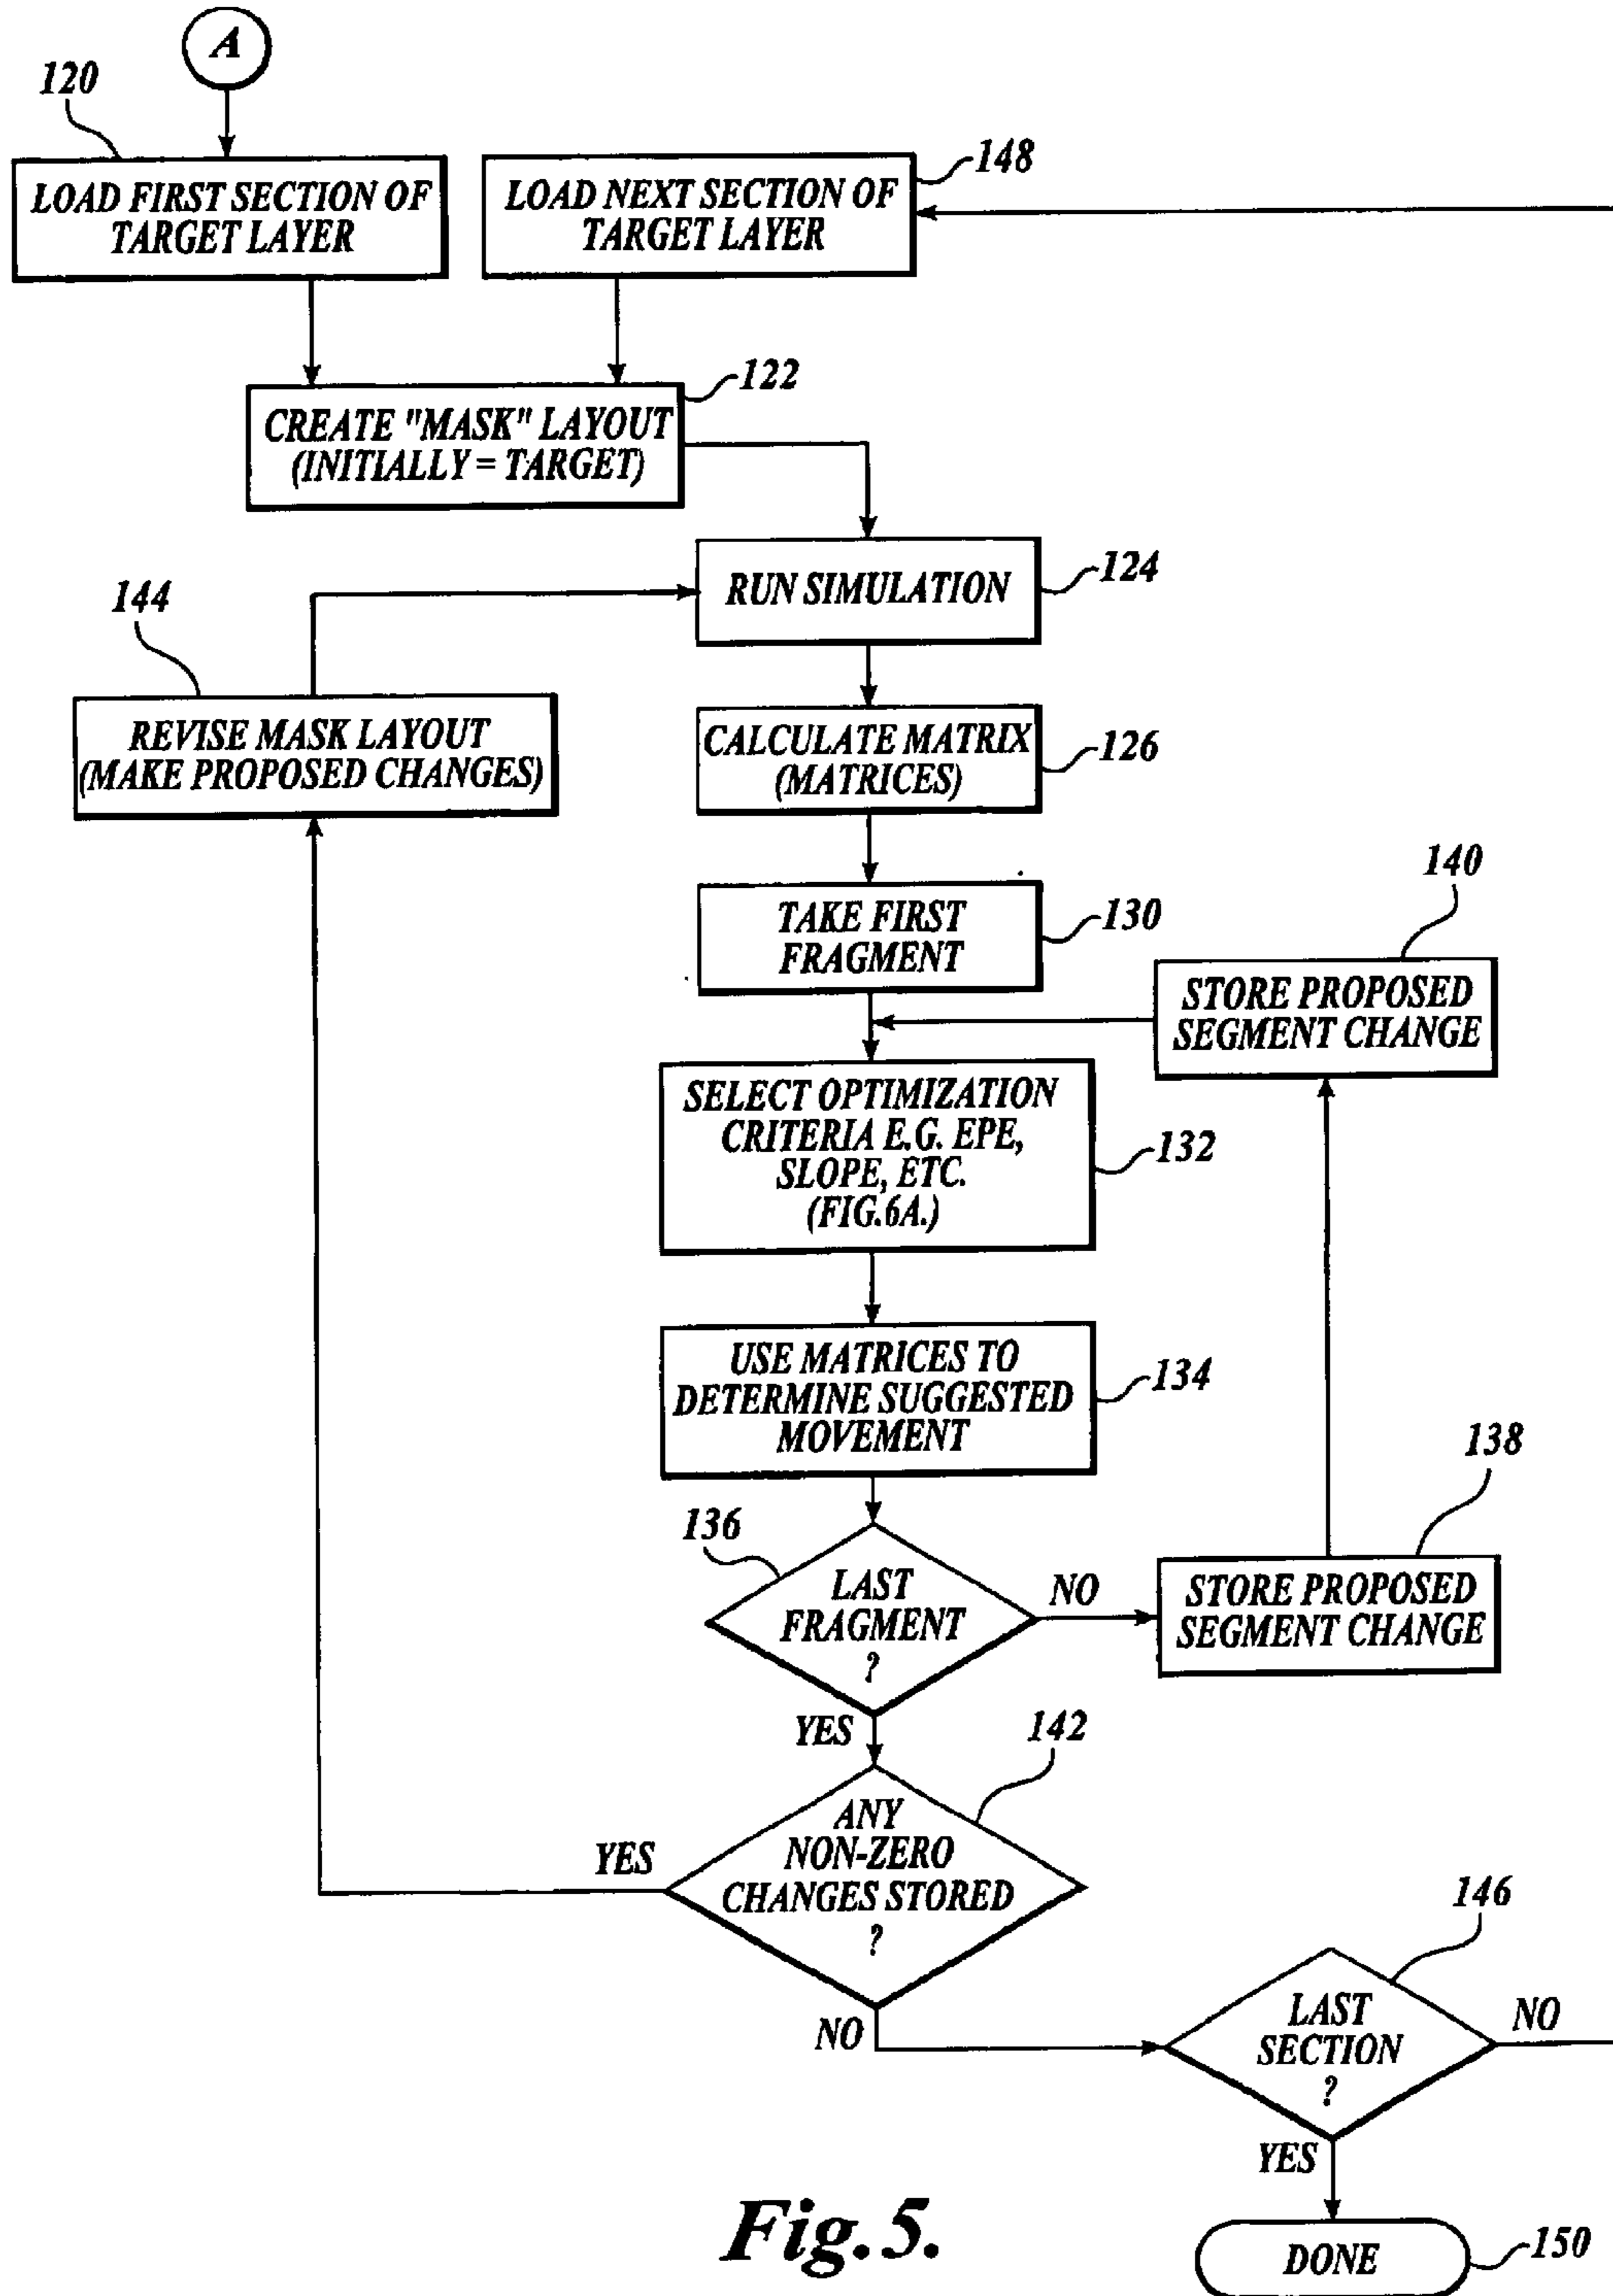 A
120
LOAD FIRST SECTION OF
TARGET LAYER
LOAD NEXT SECTION OF
TARGET LAYER
148
CREATE "MASK" LAYOUT
(INITIALLY = TARGET)
122
RUN SIMULATION
124
144
REVISE MASK LAYOUT
(MAKE PROPOSED CHANGES)
CALCULATE MATRIX
(MATRICES)
126
TAKE FIRST
FRAGMENT
130
140
STORE PROPOSED
SEGMENT CHANGE
SELECT OPTIMIZATION
CRITERIA E.G. EPE,
SLOPE, ETC.
(FIG.6A.)
132
USE MATRICES TO
DETERMINE SUGGESTED
MOVEMENT
134
136
LAST
FRAGMENT
?
NO
138
STORE PROPOSED
SEGMENT CHANGE
YES
142
ANY
NON-ZERO
CHANGES STORED
?
YES
NO
146
LAST
SECTION
?
NO
YES
DONE
150
Fig.5.